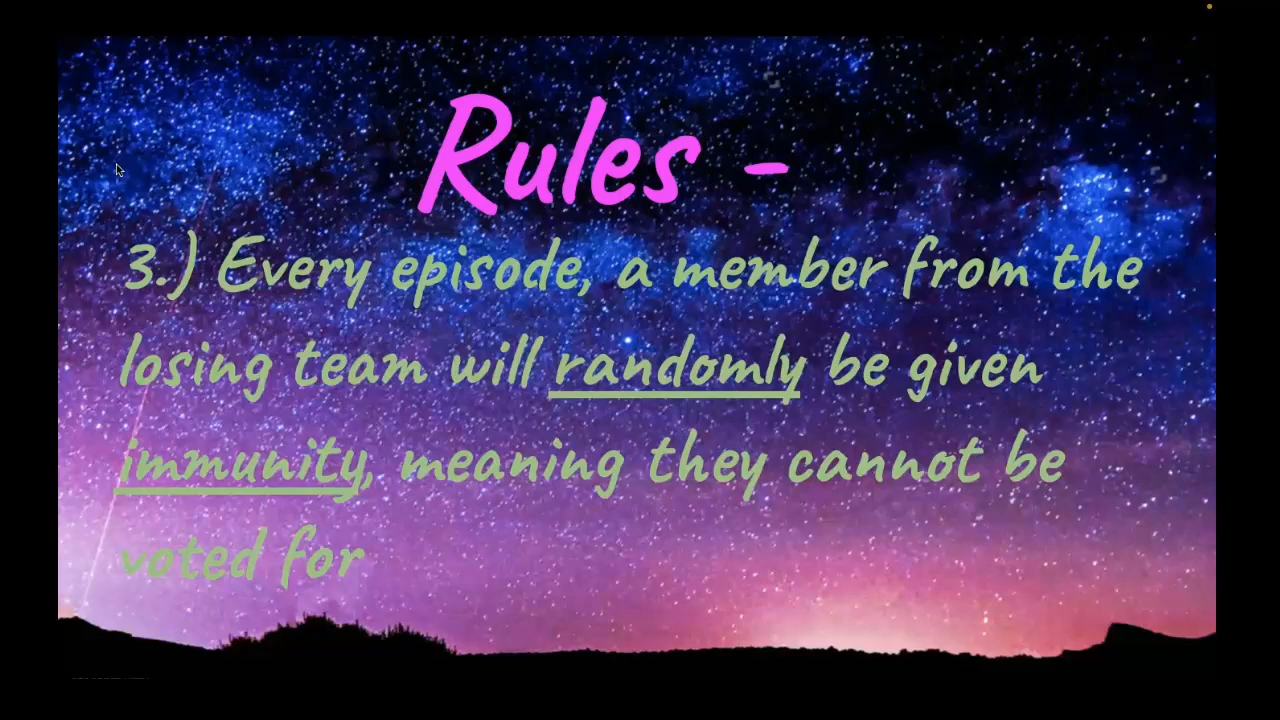 Rules -
3.) Every episode, a member from the
losing team will randomly be given
immunity, meaning they cannot be
voted for